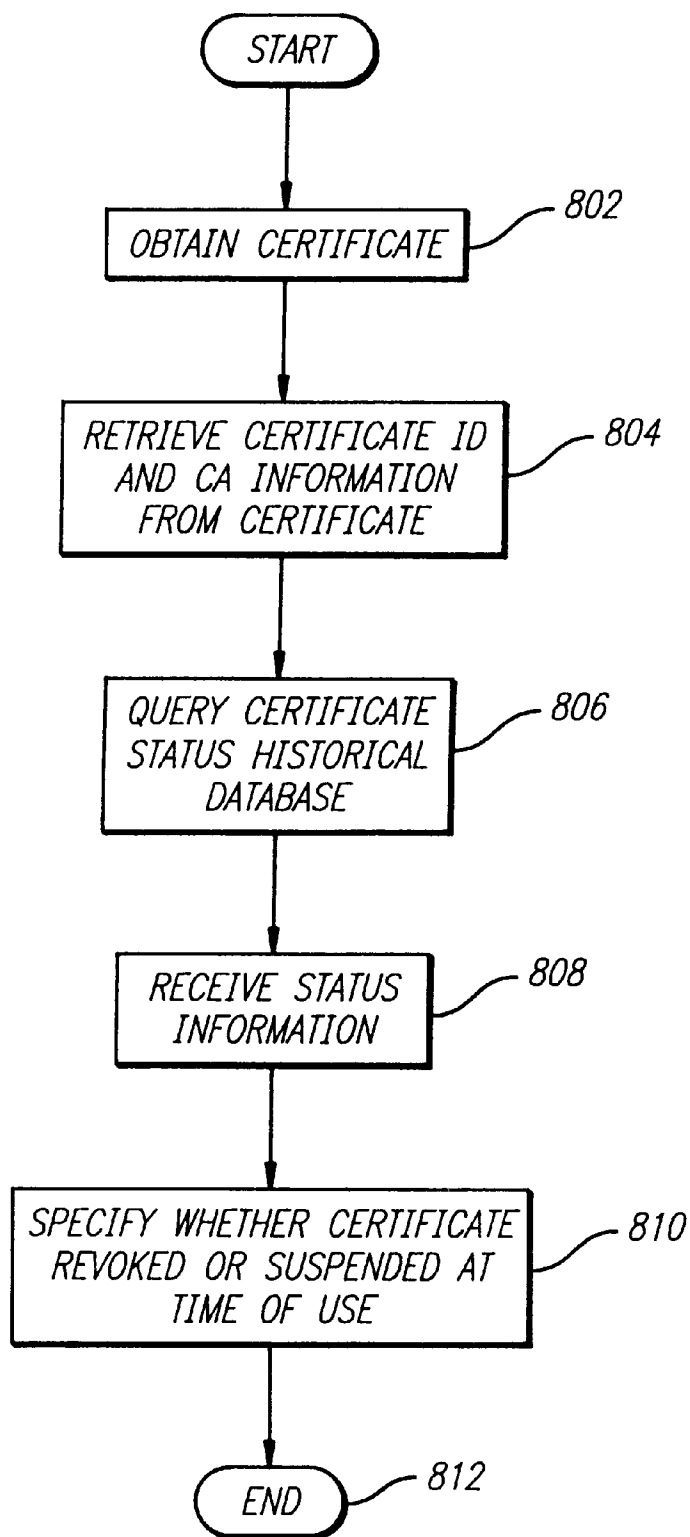 START
OBTAIN CERTIFICATE
802
RETRIEVE CERTIFICATE ID
AND CA INFORMATION
FROM CERTIFICATE
804
QUERY CERTIFICATE
STATUS HISTORICAL
DATABASE
806
RECEIVE STATUS
INFORMATION
808
SPECIFY WHETHER CERTIFICATE
REVOKED OR SUSPENDED AT
TIME OF USE
810
END
812